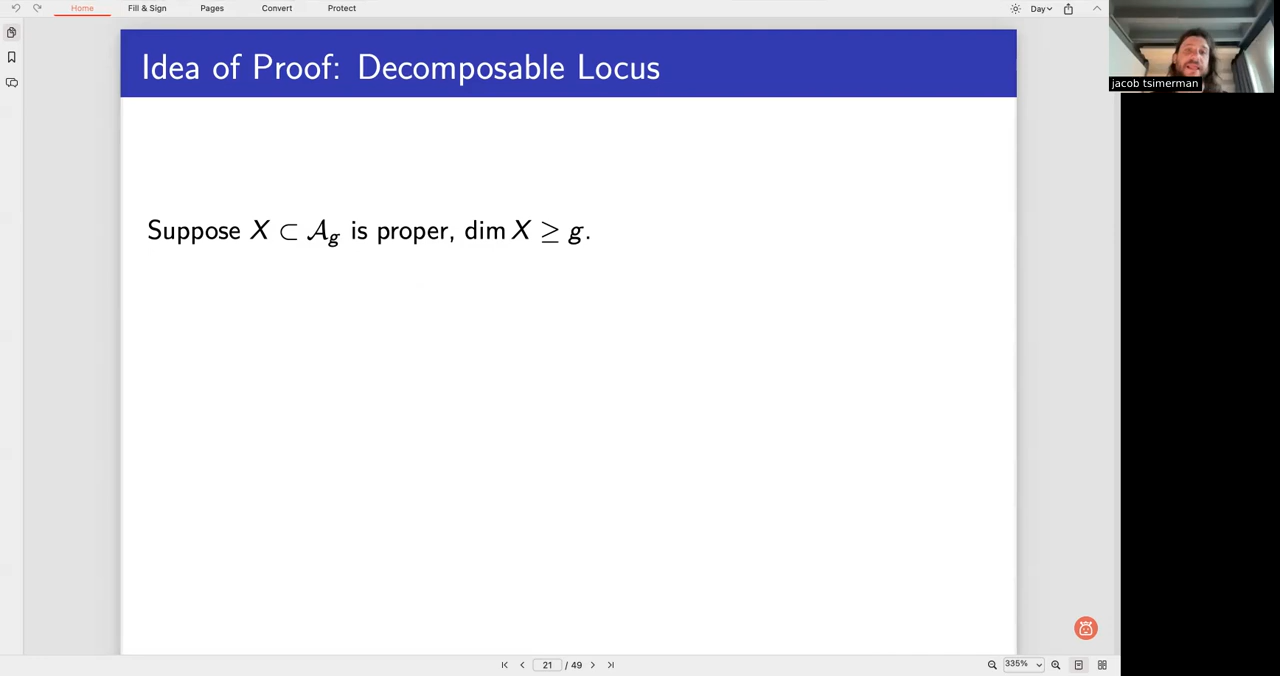 Home Fill & Sign Pages Convert Protect Day
Idea of Proof: Decomposable Locus
jacob tsimerman
Suppose X ⊂ 𝒜_g is proper, dim X ≥ g.
21 / 49
335%